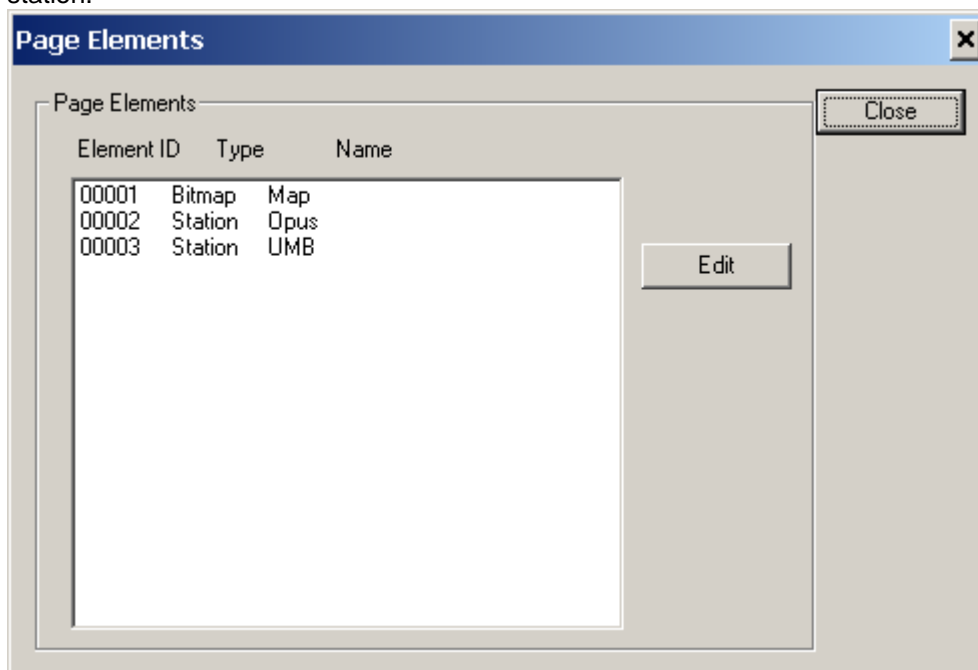 station.
Page Elements
Page Elements
Close
Element ID Type Name
00001 Bitmap Map
00002 Station Opus
00003 Station UMB
Edit